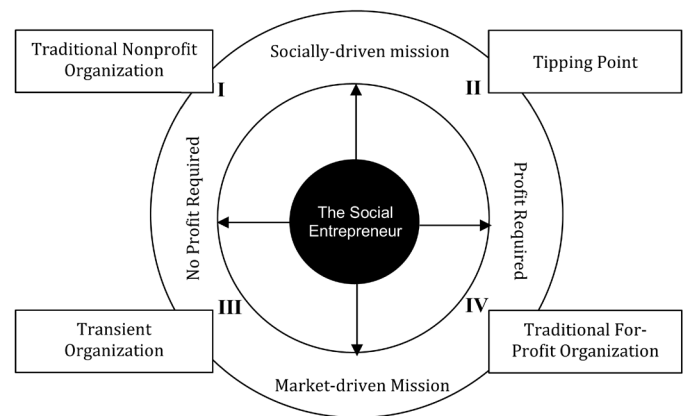 Traditional Nonprofit
Organization
Socially-driven mission
Tipping Point
I
II
No Profit Required
Profit Required
The Social
Entrepreneur
III
IV
Transient
Organization
Traditional For-
Profit Organization
Market-driven Mission